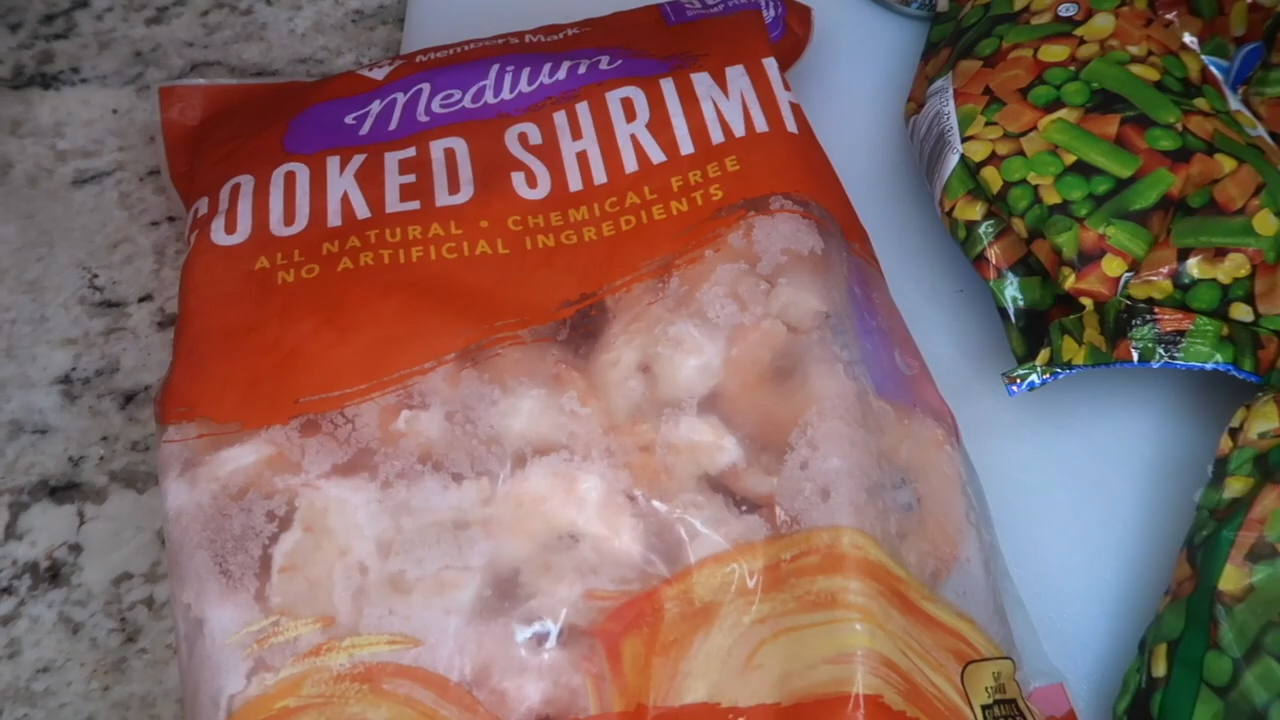 Member's Mark
Medium
COOKED SHRIMP
ALL NATURAL • CHEMICAL FREE
NO ARTIFICIAL INGREDIENTS